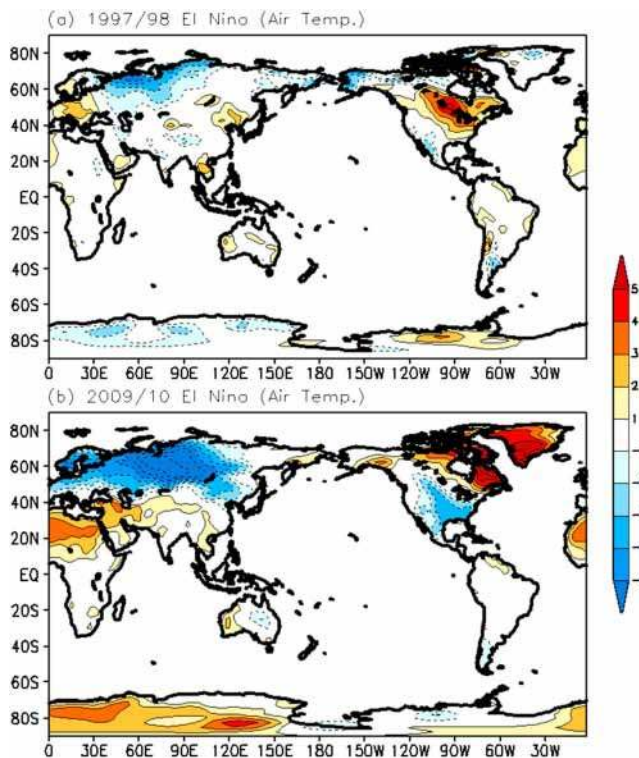 (a) 1997/98 El Nino (Air Temp.)
80N
60N
40N
20N
EQ
20S
40S
60S
80S
0 30E 60E 90E 120E 150E 180 150W 120W 90W 60W 30W
5
4
3
2
1
-
-
-
-
(b) 2009/10 El Nino (Air Temp.)
80N
60N
40N
20N
EQ
20S
40S
60S
80S
0 30E 60E 90E 120E 150E 180 150W 120W 90W 60W 30W